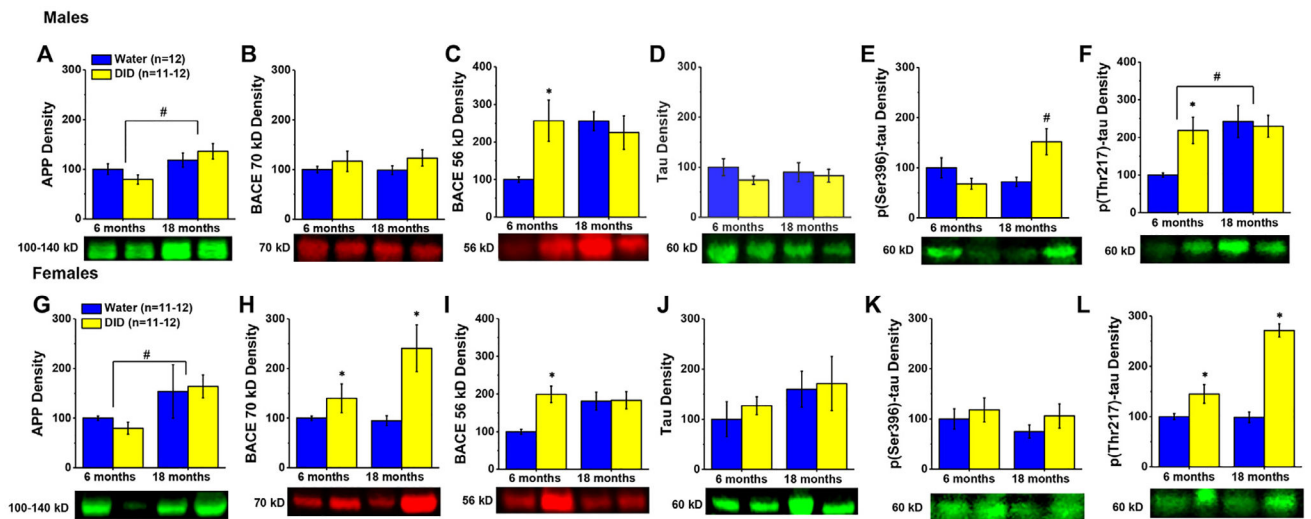 Males
A
Water (n=12)
DID (n=11-12)
APP Density
300
200
100
0
#
6 months
18 months
100-140 kD
B
BACE 70 kD Density
300
200
100
0
6 months
18 months
70 kD
C
BACE 56 kD Density
400
300
200
100
0
*
6 months
18 months
56 kD
D
Tau Density
300
200
100
0
6 months
18 months
60 kD
E
p(Ser396)-tau Density
300
200
100
0
#
6 months
18 months
60 kD
F
p(Thr217)-tau Density
400
300
200
100
0
#
*
6 months
18 months
60 kD
Females
G
Water (n=11-12)
DID (n=11-12)
APP Density
300
200
100
0
#
6 months
18 months
100-140 kD
H
BACE 70 kD Density
300
200
100
0
*
*
6 months
18 months
70 kD
I
BACE 56 kD Density
400
300
200
100
0
*
6 months
18 months
56 kD
J
Tau Density
300
200
100
0
6 months
18 months
60 kD
K
p(Ser396)-tau Density
300
200
100
0
6 months
18 months
60 kD
L
p(Thr217)-tau Density
300
200
100
0
*
*
6 months
18 months
60 kD